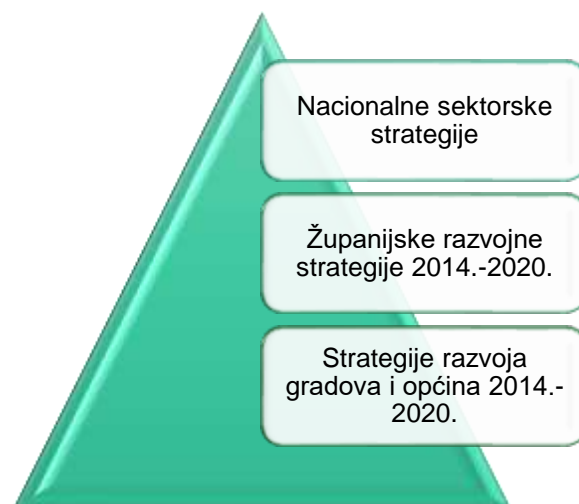 Nacionalne sektorske
strategije
Županijske razvojne
strategije 2014.-2020.
Strategije razvoja
gradova i općina 2014.-
2020.